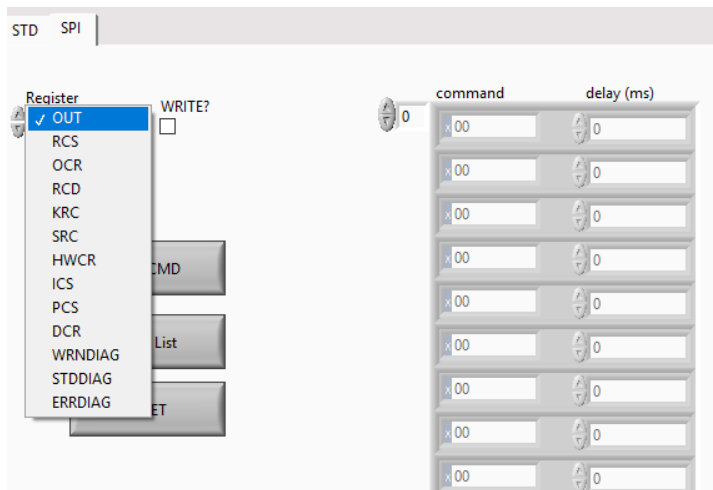 STD SPI
Register
WRITE?
✓ OUT
RCS
OCR
RCD
KRC
SRC
HWCR
ICS
PCS
DCR
WRNDIAG
STDDIAG
ERRDIAG
CMD
List
ET
command delay (ms)
0
x 00 0
x 00 0
x 00 0
x 00 0
x 00 0
x 00 0
x 00 0
x 00 0
x 00 0